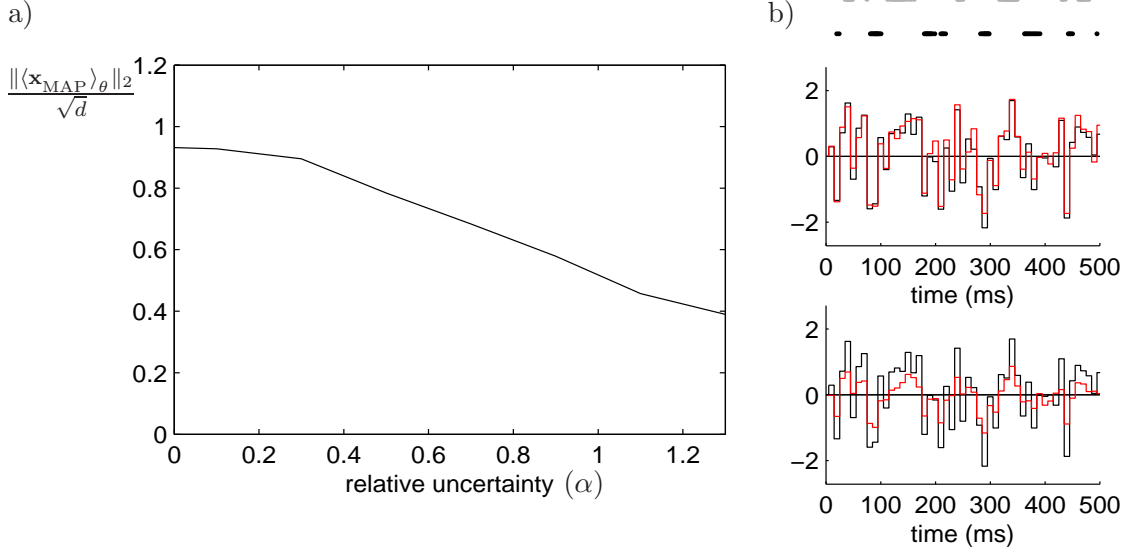 a)
‖⟨x_MAP⟩_θ‖_2
√d
1.2
1
0.8
0.6
0.4
0.2
0
0 0.2 0.4 0.6 0.8 1 1.2
relative uncertainty (α)
b)
2
0
−2
0 100 200 300 400 500
time (ms)
2
0
−2
0 100 200 300 400 500
time (ms)